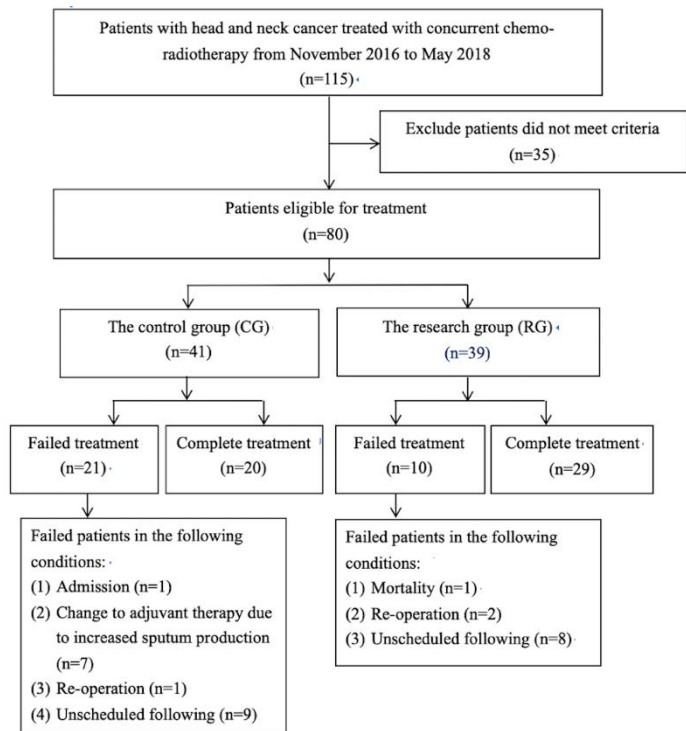 Patients with head and neck cancer treated with concurrent chemo-
radiotherapy from November 2016 to May 2018
(n=115)
Exclude patients did not meet criteria
(n=35)
Patients eligible for treatment
(n=80)
The control group (CG)
(n=41)
The research group (RG)
(n=39)
Failed treatment
(n=21)
Complete treatment
(n=20)
Failed treatment
(n=10)
Complete treatment
(n=29)
Failed patients in the following
conditions:
(1) Admission (n=1)
(2) Change to adjuvant therapy due
to increased sputum production
(n=7)
(3) Re-operation (n=1)
(4) Unscheduled following (n=9)
Failed patients in the following
conditions:
(1) Mortality (n=1)
(2) Re-operation (n=2)
(3) Unscheduled following (n=8)